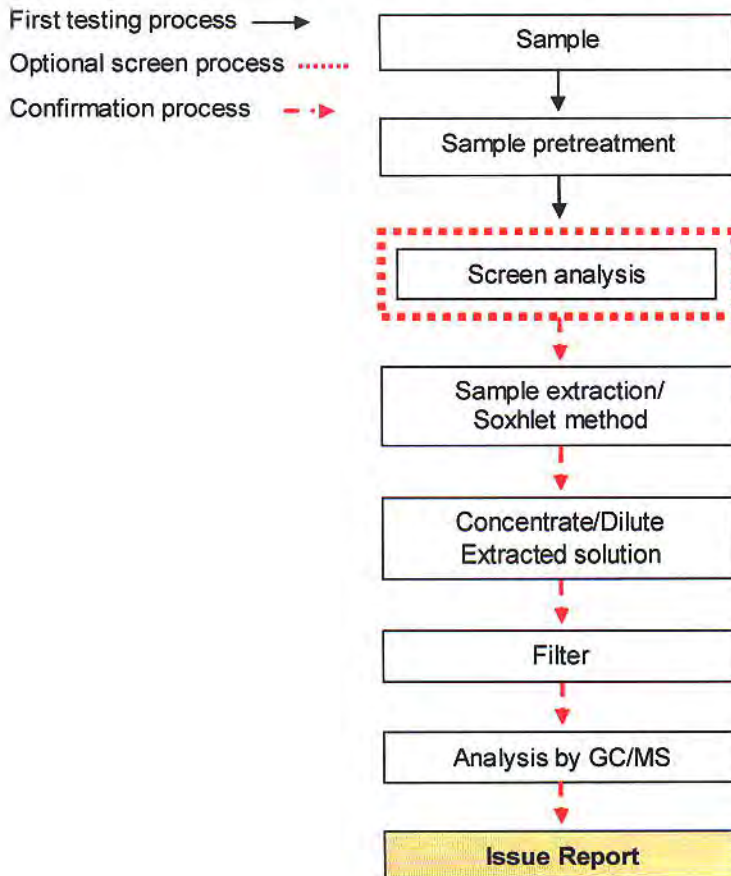 First testing process
Optional screen process
Confirmation process
Sample
Sample pretreatment
Screen analysis
Sample extraction/
Soxhlet method
Concentrate/Dilute
Extracted solution
Filter
Analysis by GC/MS
Issue Report